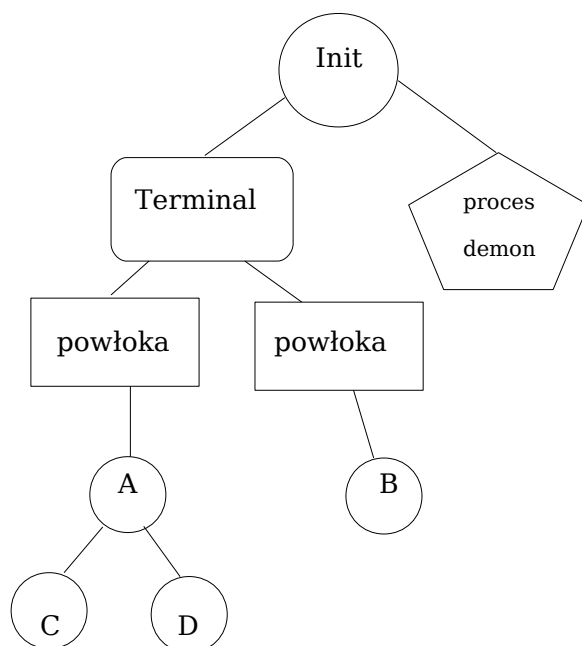 Init
Terminal
proces
demon
powłoka
powłoka
A
B
C
D